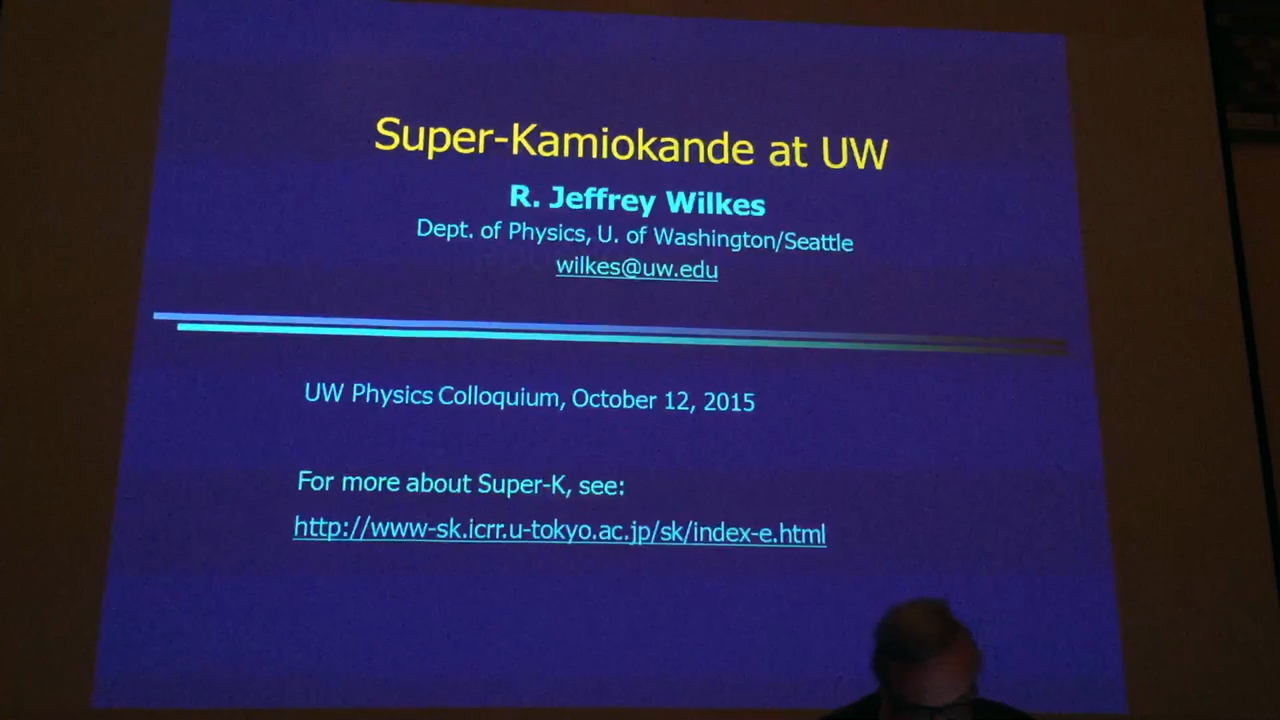 Super-Kamiokande at UW
R. Jeffrey Wilkes
Dept. of Physics, U. of Washington/Seattle
wilkes@uw.edu
UW Physics Colloquium, October 12, 2015
For more about Super-K, see:
http://www-sk.icrr.u-tokyo.ac.jp/sk/index-e.html